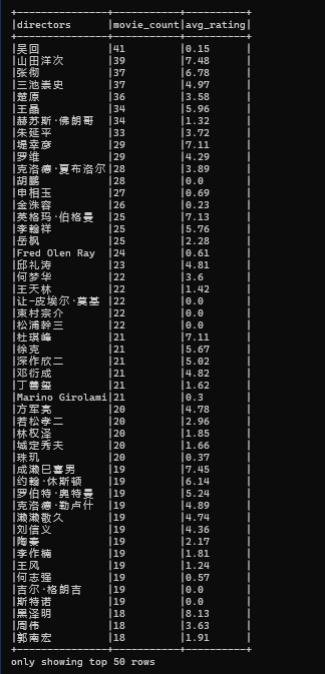 +----------------+-----------+----------+
|directors       |movie_count|avg_rating|
+----------------+-----------+----------+
|吴回            |41         |0.15      |
|山田洋次        |39         |7.48      |
|张彻            |37         |6.78      |
|三池崇史        |37         |4.97      |
|楚原            |36         |3.58      |
|王晶            |34         |5.96      |
|赫苏斯·佛朗哥   |34         |1.32      |
|朱延平          |33         |3.72      |
|堤幸彦          |29         |7.11      |
|罗维            |29         |4.29      |
|克洛德·夏布洛尔|28         |3.89      |
|胡鹏            |28         |0.0       |
|申相玉          |27         |0.69      |
|金洙容          |26         |0.23      |
|英格玛·伯格曼   |25         |7.13      |
|李翰祥          |25         |5.76      |
|岳枫            |25         |2.28      |
|Fred Olen Ray   |24         |0.61      |
|邱礼涛          |23         |4.81      |
|何梦华          |22         |3.6       |
|王天林          |22         |1.42      |
|让-皮埃尔·莫基  |22         |0.0       |
|東村宗介        |22         |0.0       |
|松浦幹三        |22         |0.0       |
|杜琪峰          |21         |7.11      |
|徐克            |21         |5.67      |
|深作欣二        |21         |5.02      |
|邓衍成          |21         |4.82      |
|丁善玺          |21         |1.62      |
|Marino Girolami|21         |0.3       |
|方军亮          |20         |4.78      |
|若松孝二        |20         |2.96      |
|林权泽          |20         |1.85      |
|城定秀夫        |20         |1.66      |
|珠玑            |20         |0.37      |
|成濑巳喜男      |19         |7.45      |
|约翰·休斯顿     |19         |6.14      |
|罗伯特·奥特曼   |19         |5.24      |
|克洛德·勒卢什   |19         |4.89      |
|濑濑敬久        |19         |4.74      |
|刘信义          |19         |4.36      |
|陶秦            |19         |2.17      |
|李作楠          |19         |1.81      |
|王风            |19         |1.24      |
|何志强          |19         |0.57      |
|吉尔·格朗吉     |19         |0.0       |
|斯特诺          |19         |0.0       |
|黑泽明          |18         |8.13      |
|周伟            |18         |3.63      |
|郭南宏          |18         |1.91      |
+----------------+-----------+----------+
only showing top 50 rows